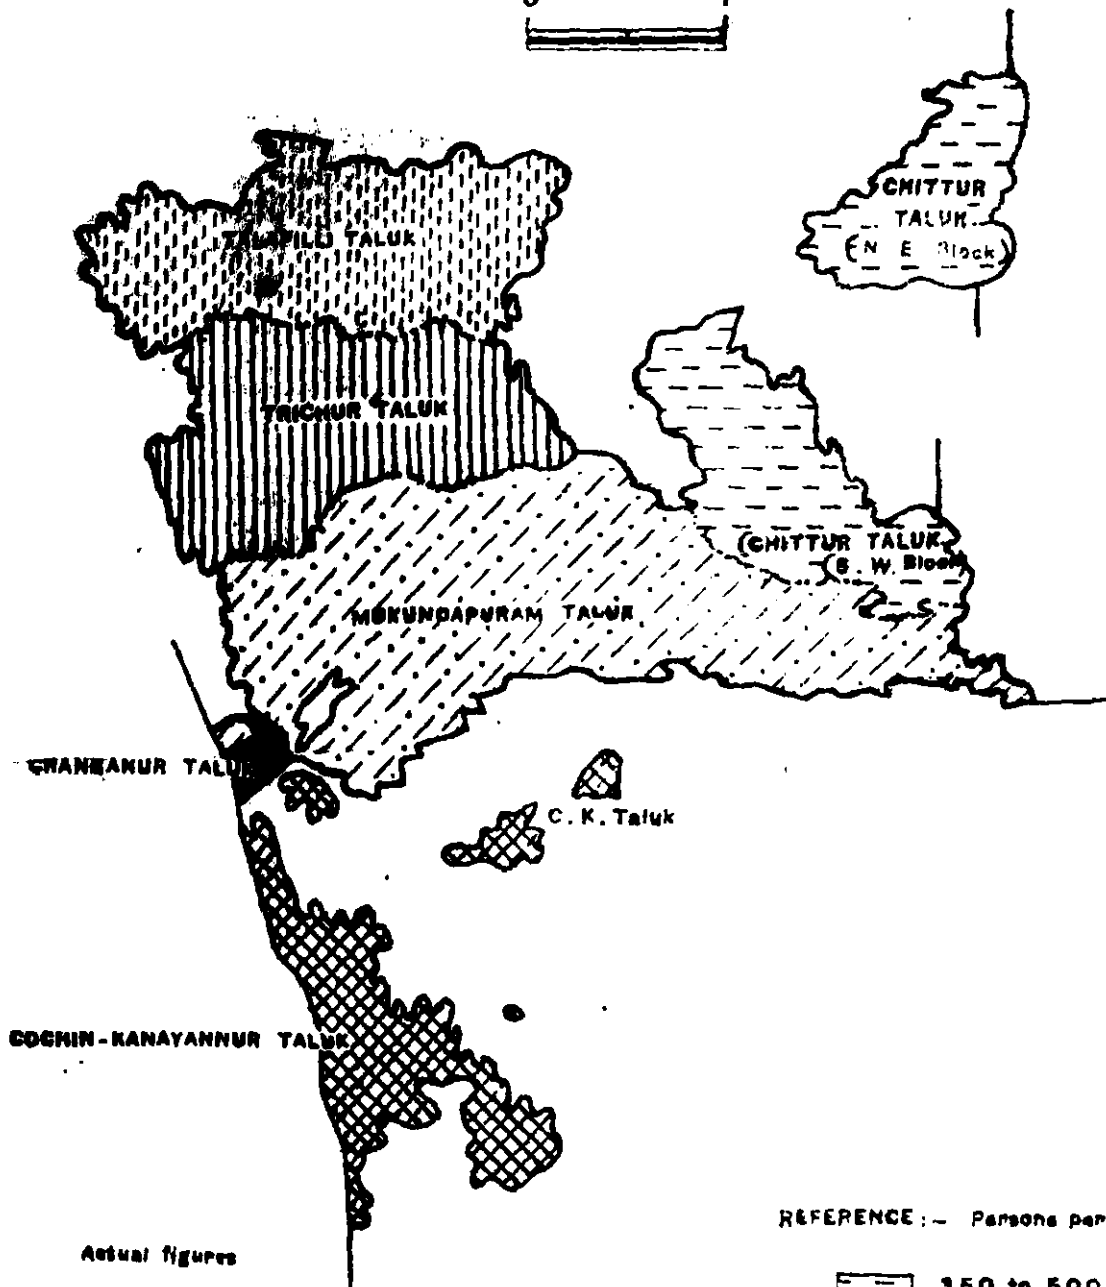 CHITTUR
TALUK
(N E Block)
TALAPILLI TALUK
TRICHUR TALUK
(CHITTUR TALUK
(S. W. Block)
MUKUNDAPURAM TALUK
CRANGANUR TALUK
C. K. Taluk
COCHIN-KANAYANNUR TALUK
REFERENCE :- Persons per
Actual figures
350 to 500